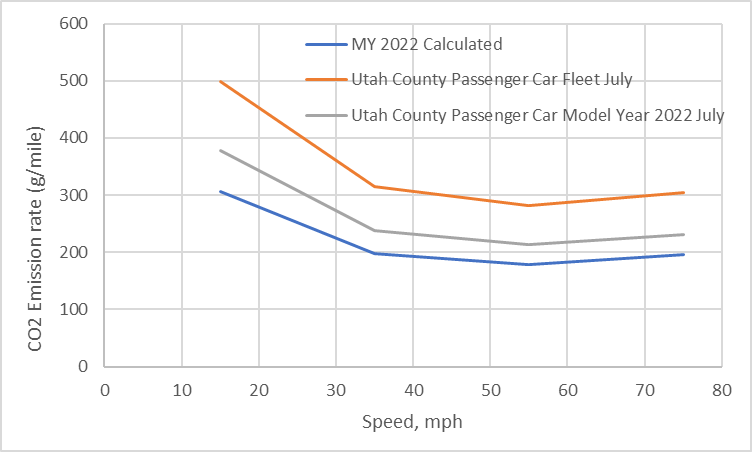 600
500
400
300
200
100
0
CO2 Emission rate (g/mile)
MY 2022 Calculated
Utah County Passenger Car Fleet July
Utah County Passenger Car Model Year 2022 July
0 10 20 30 40 50 60 70 80
Speed, mph